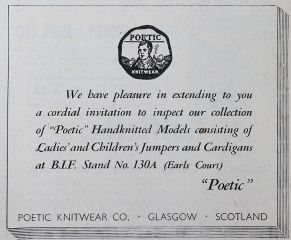 POETIC
KNITWEAR
We have pleasure in extending to you
a cordial invitation to inspect our collection
of "Poetic" Handknitted Models consisting of
Ladies' and Children's Jumpers and Cardigans
at B.I.F. Stand No. 130A (Earls Court)
"Poetic"
POETIC KNITWEAR CO. · GLASGOW · SCOTLAND